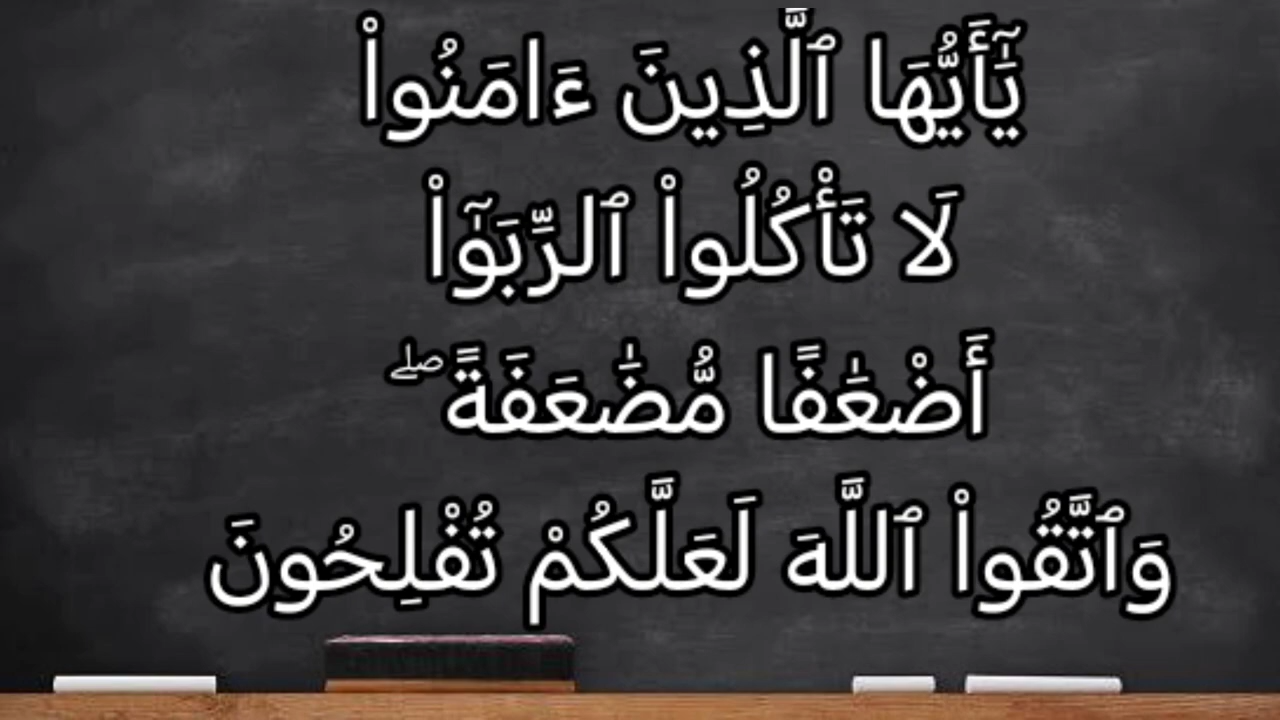 يَٰٓأَيُّهَا ٱلَّذِينَ ءَامَنُوا۟
لَا تَأْكُلُوا۟ ٱلرِّبَوٰٓا۟
أَضْعَٰفًا مُّضَٰعَفَةً ۖ
وَٱتَّقُوا۟ ٱللَّهَ لَعَلَّكُمْ تُفْلِحُونَ